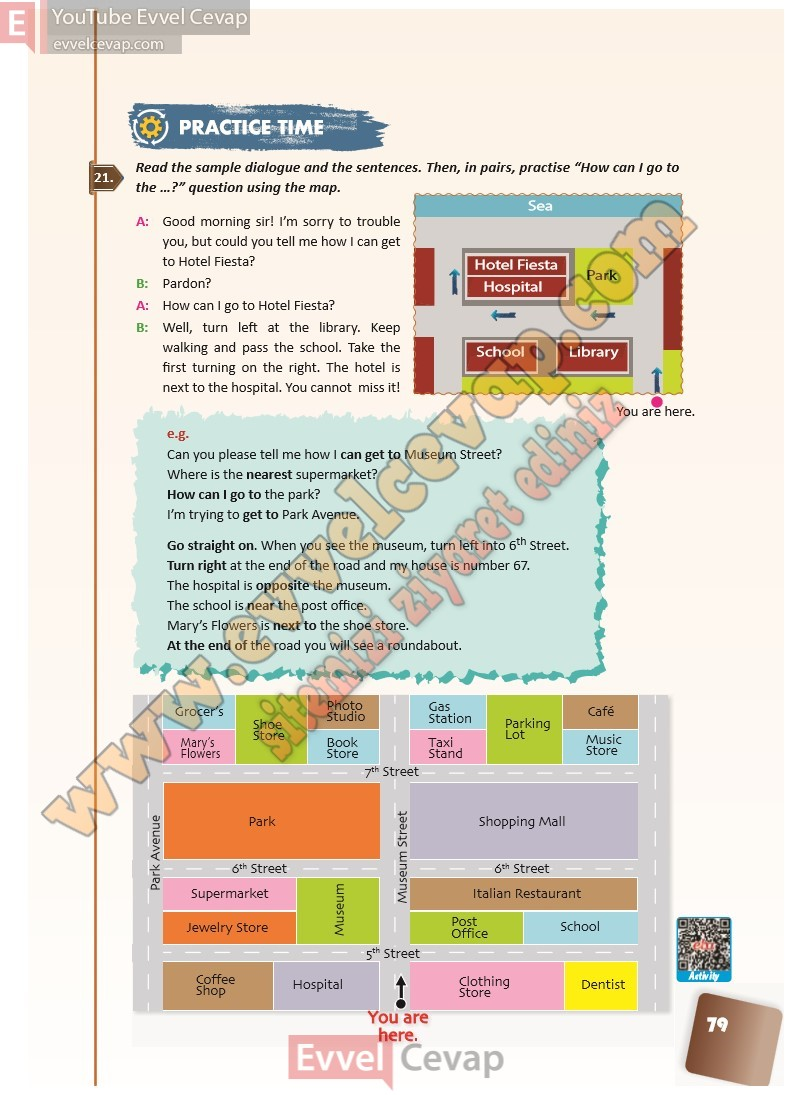 E
YouTube Evvel Cevap
evvelcevap.com
PRACTICE TIME
21.
Read the sample dialogue and the sentences. Then, in pairs, practise “How can I go to
the ...?” question using the map.
A: Good morning sir! I’m sorry to trouble
you, but could you tell me how I can get
to Hotel Fiesta?
B: Pardon?
A: How can I go to Hotel Fiesta?
B: Well, turn left at the library. Keep
walking and pass the school. Take the
first turning on the right. The hotel is
next to the hospital. You cannot miss it!
Sea
Hotel Fiesta
Hospital
Park
School
Library
You are here.
e.g.
Can you please tell me how I can get to Museum Street?
Where is the nearest supermarket?
How can I go to the park?
I’m trying to get to Park Avenue.
Go straight on. When you see the museum, turn left into 6th Street.
Turn right at the end of the road and my house is number 67.
The hospital is opposite the museum.
The school is near the post office.
Mary’s Flowers is next to the shoe store.
At the end of the road you will see a roundabout.
www.evvelcevap.com
sitemizi ziyaret ediniz
Grocer’s
Mary’s
Flowers
Shoe
Store
Photo
Studio
Book
Store
Gas
Station
Taxi
Stand
Parking
Lot
Café
Music
Store
7th Street
Park Avenue
Park
Museum Street
Shopping Mall
6th Street
6th Street
Supermarket
Jewelry Store
Museum
Italian Restaurant
Post
Office
School
5th Street
Coffee
Shop
Hospital
Clothing
Store
Dentist
You are
here.
Activity
79
Evvel Cevap